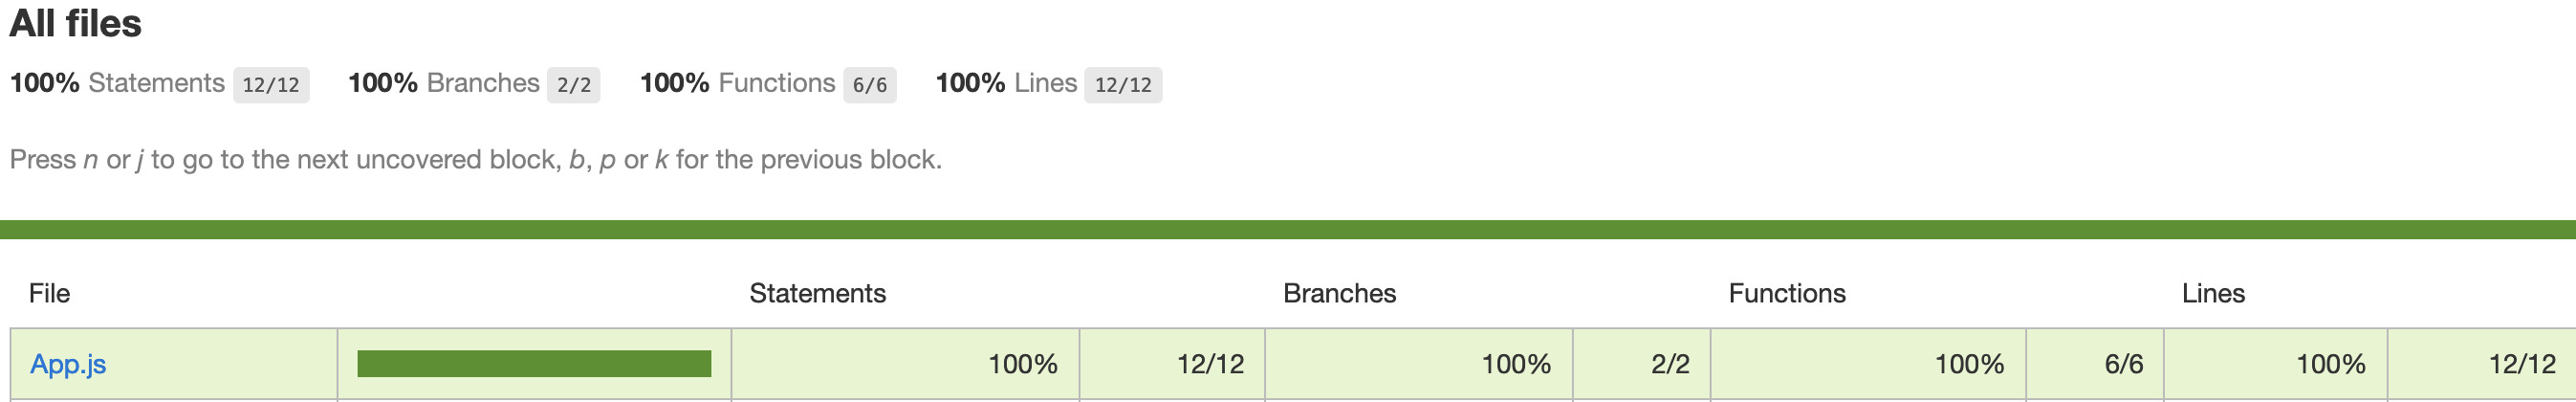 All files
100% Statements 12/12 100% Branches 2/2 100% Functions 6/6 100% Lines 12/12
Press n or j to go to the next uncovered block, b, p or k for the previous block.
File Statements Branches Functions Lines
App.js 100% 12/12 100% 2/2 100% 6/6 100% 12/12